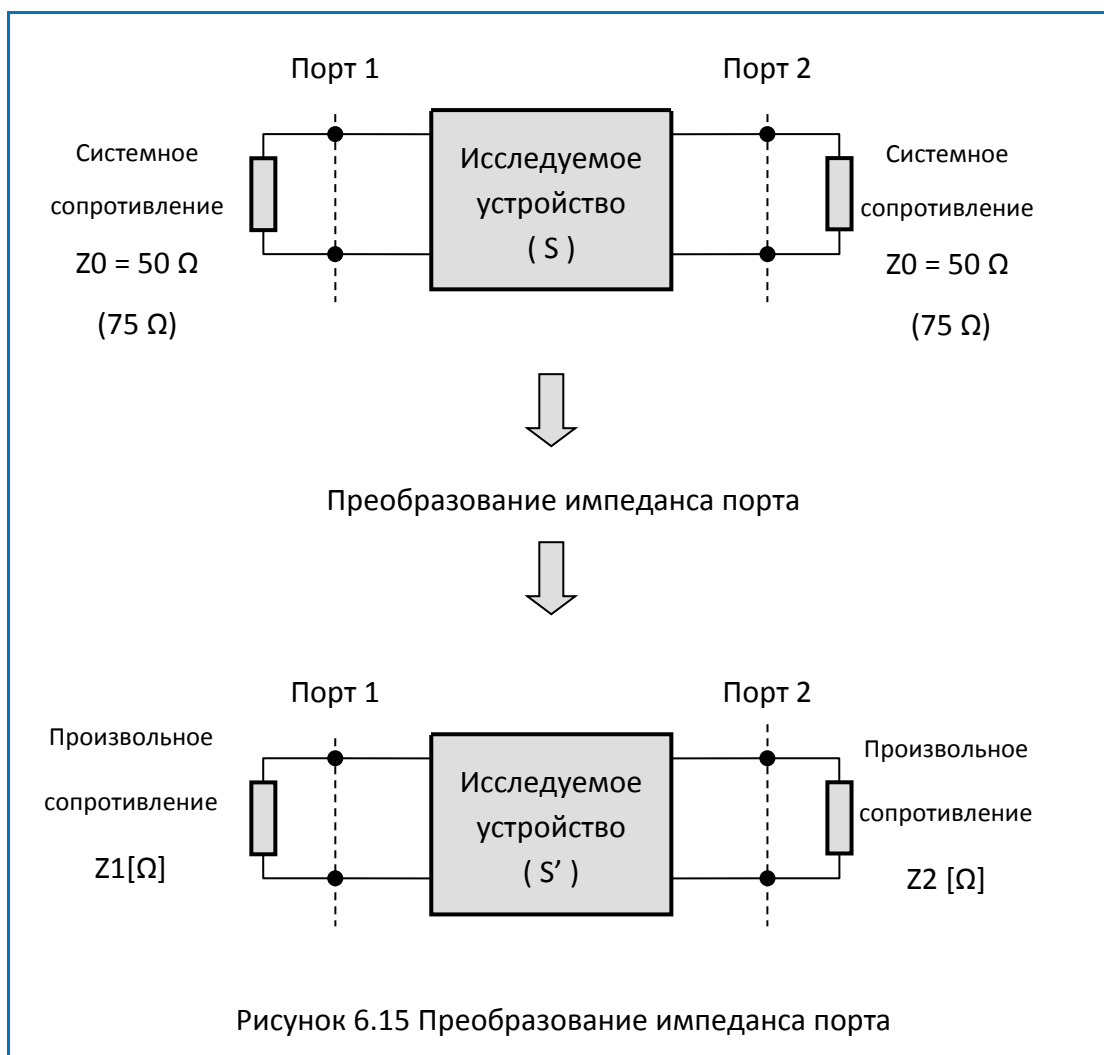 Порт 1
Порт 2
Системное
сопротивление
Z0 = 50 Ω
(75 Ω)
Исследуемое
устройство
( S )
Системное
сопротивление
Z0 = 50 Ω
(75 Ω)
Преобразование импеданса порта
Порт 1
Порт 2
Произвольное
сопротивление
Z1[Ω]
Исследуемое
устройство
( S’ )
Произвольное
сопротивление
Z2 [Ω]
Рисунок 6.15 Преобразование импеданса порта